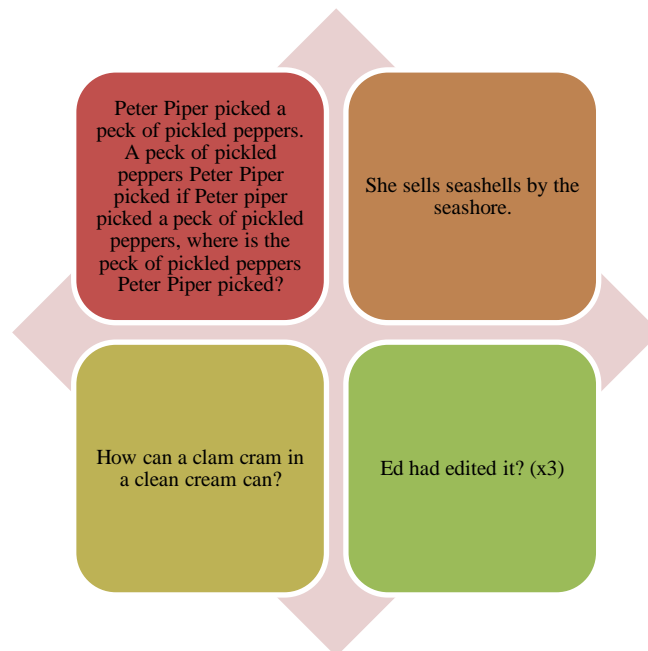 Peter Piper picked a
peck of pickled peppers.
A peck of pickled
peppers Peter Piper
picked if Peter piper
picked a peck of pickled
peppers, where is the
peck of pickled peppers
Peter Piper picked?
She sells seashells by the
seashore.
How can a clam cram in
a clean cream can?
Ed had edited it? (x3)